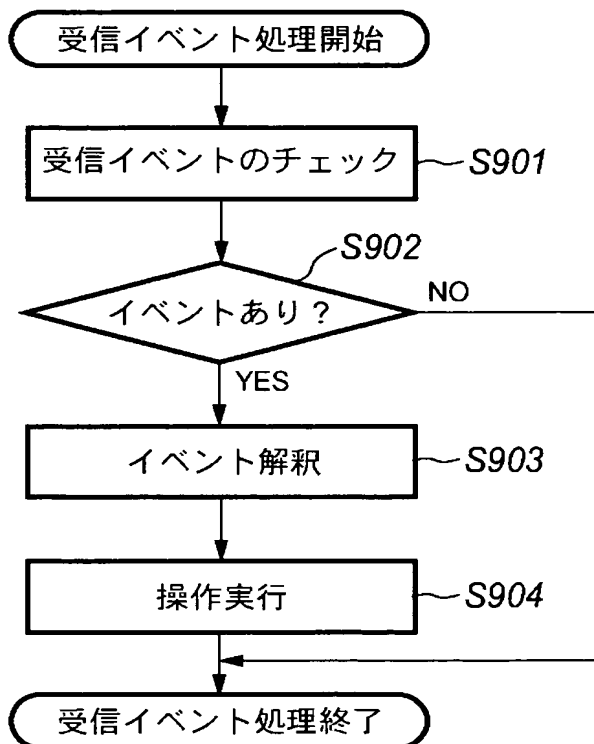 受信イベント処理開始
受信イベントのチェック
S901
S902
イベントあり?
NO
YES
イベント解釈
S903
操作実行
S904
受信イベント処理終了